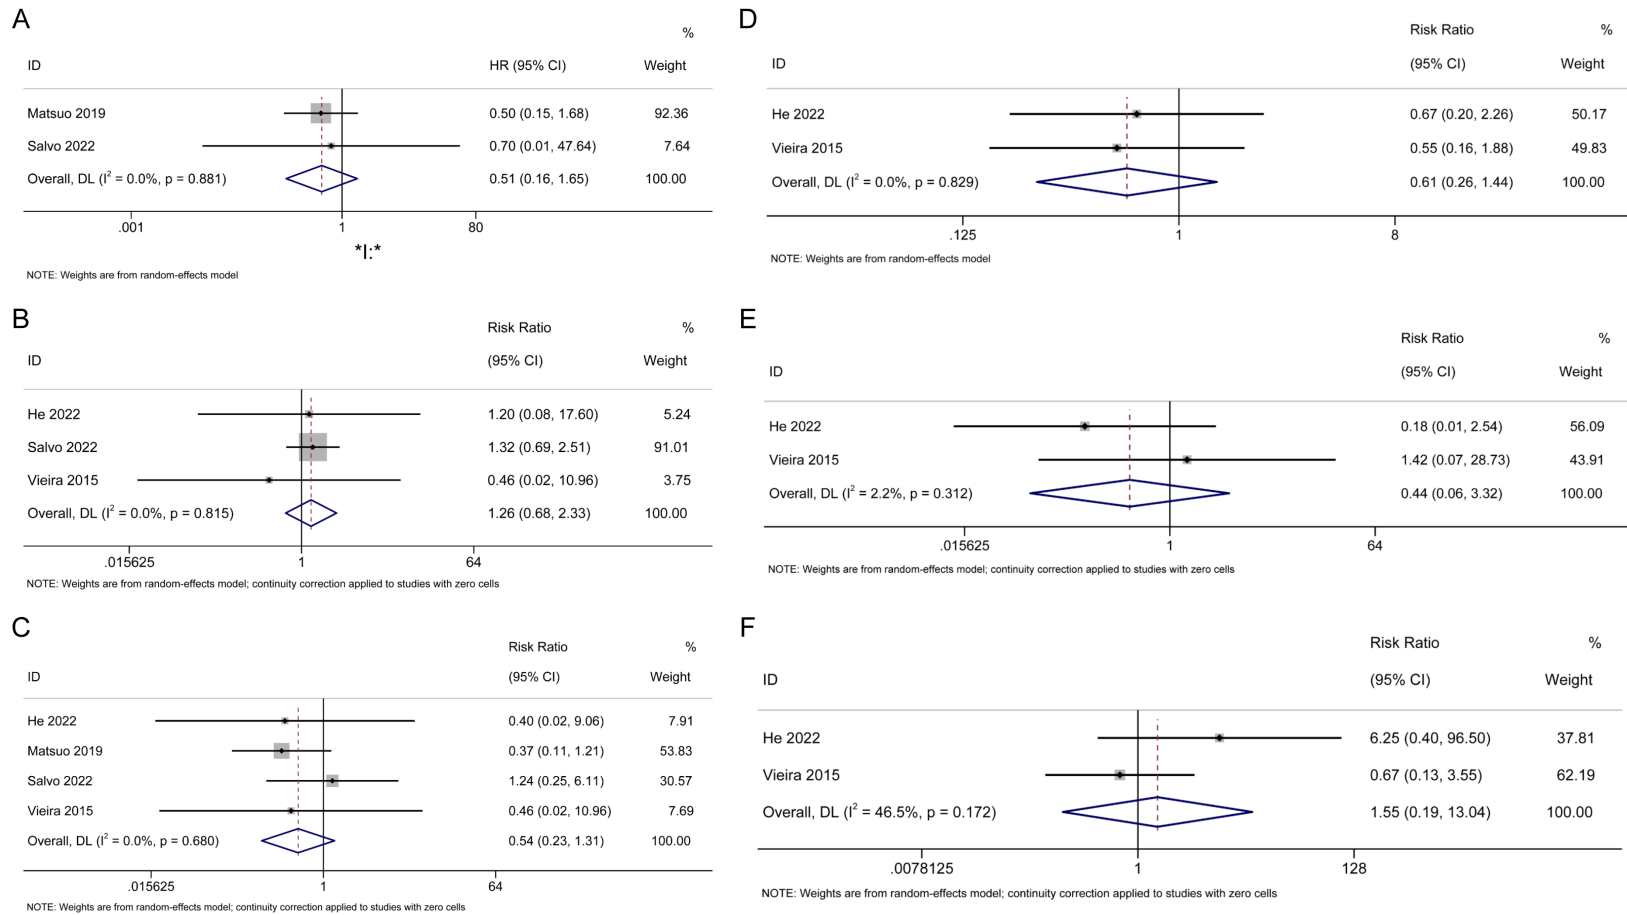 A
%
ID HR (95% CI) Weight
Matsuo 2019 0.50 (0.15, 1.68) 92.36
Salvo 2022 0.70 (0.01, 47.64) 7.64
Overall, DL (I² = 0.0%, p = 0.881) 0.51 (0.16, 1.65) 100.00
.001 1 80
*I:*
NOTE: Weights are from random-effects model
B
Risk Ratio %
ID (95% CI) Weight
He 2022 1.20 (0.08, 17.60) 5.24
Salvo 2022 1.32 (0.69, 2.51) 91.01
Vieira 2015 0.46 (0.02, 10.96) 3.75
Overall, DL (I² = 0.0%, p = 0.815) 1.26 (0.68, 2.33) 100.00
.015625 1 64
NOTE: Weights are from random-effects model; continuity correction applied to studies with zero cells
C
Risk Ratio %
ID (95% CI) Weight
He 2022 0.40 (0.02, 9.06) 7.91
Matsuo 2019 0.37 (0.11, 1.21) 53.83
Salvo 2022 1.24 (0.25, 6.11) 30.57
Vieira 2015 0.46 (0.02, 10.96) 7.69
Overall, DL (I² = 0.0%, p = 0.680) 0.54 (0.23, 1.31) 100.00
.015625 1 64
NOTE: Weights are from random-effects model; continuity correction applied to studies with zero cells
D
Risk Ratio %
ID (95% CI) Weight
He 2022 0.67 (0.20, 2.26) 50.17
Vieira 2015 0.55 (0.16, 1.88) 49.83
Overall, DL (I² = 0.0%, p = 0.829) 0.61 (0.26, 1.44) 100.00
.125 1 8
NOTE: Weights are from random-effects model
E
Risk Ratio %
ID (95% CI) Weight
He 2022 0.18 (0.01, 2.54) 56.09
Vieira 2015 1.42 (0.07, 28.73) 43.91
Overall, DL (I² = 2.2%, p = 0.312) 0.44 (0.06, 3.32) 100.00
.015625 1 64
NOTE: Weights are from random-effects model; continuity correction applied to studies with zero cells
F
Risk Ratio %
ID (95% CI) Weight
He 2022 6.25 (0.40, 96.50) 37.81
Vieira 2015 0.67 (0.13, 3.55) 62.19
Overall, DL (I² = 46.5%, p = 0.172) 1.55 (0.19, 13.04) 100.00
.0078125 1 128
NOTE: Weights are from random-effects model; continuity correction applied to studies with zero cells